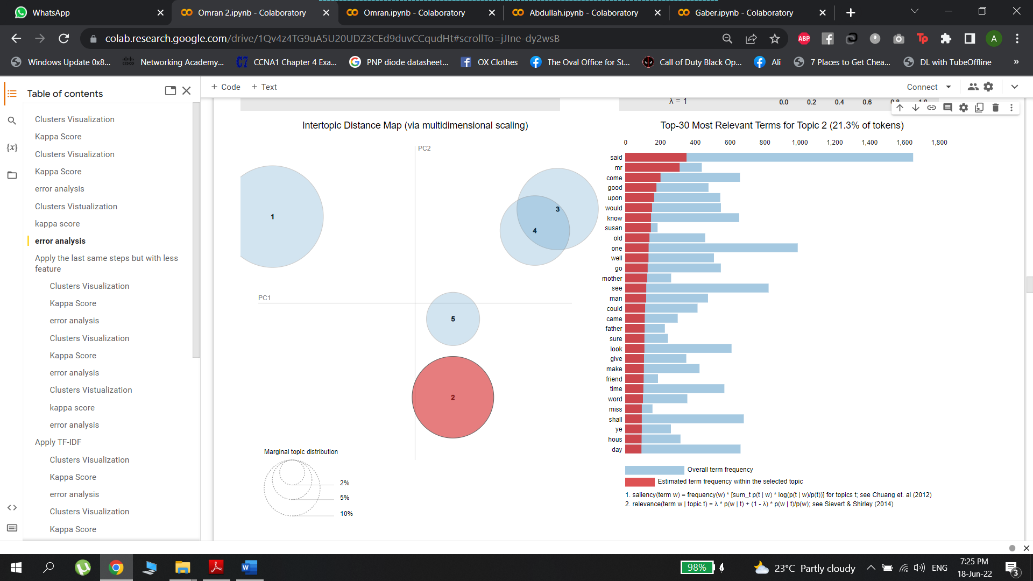 WhatsApp
Omran 2.ipynb - Colaboratory
Omran.ipynb - Colaboratory
Abdullah.ipynb - Colaboratory
Gaber.ipynb - Colaboratory
colab.research.google.com/drive/1Qv4z4TG9uA5U20UDZ3CEd9duvCCqudHt#scrollTo=jJIne-dy2wsB
ABP
A
Windows Update 0x8...
Networking Academy...
CCNA1 Chapter 4 Exa...
PNP diode datasheet...
OX Clothes
The Oval Office for St...
Call of Duty Black Op...
Ali
7 Places to Get Chea...
DL with TubeOffline
»
Table of contents
+ Code + Text
Connect
Clusters Visualization
Kappa Score
Clusters Visualization
Kappa Score
error analysis
Clusters Vistualization
kappa score
error analysis
Apply the last same steps but with less
feature
Clusters Visualization
Kappa Score
error analysis
Clusters Visualization
Kappa Score
error analysis
Clusters Vistualization
kappa score
error analysis
Apply TF-IDF
Clusters Visualization
Kappa Score
error analysis
Clusters Visualization
Kappa Score
λ = 1
0.0 0.2 0.4 0.6
Intertopic Distance Map (via multidimensional scaling)
PC2
PC1
1
3
4
5
2
Marginal topic distribution
2%
5%
10%
Top-30 Most Relevant Terms for Topic 2 (21.3% of tokens)
0 200 400 600 800 1,000 1,200 1,400 1,600 1,800
said
mr
come
good
upon
would
know
susan
old
one
well
go
mother
see
man
could
came
father
sure
look
give
make
friend
time
word
miss
shall
ye
hous
day
Overall term frequency
Estimated term frequency within the selected topic
1. saliency(term w) = frequency(w) * [sum_t p(t | w) * log(p(t | w)/p(t))] for topics t; see Chuang et. al (2012)
2. relevance(term w | topic t) = λ * p(w | t) + (1 - λ) * p(w | t)/p(w); see Sievert & Shirley (2014)
98%
23°C Partly cloudy
ENG
7:25 PM
18-Jun-22
3